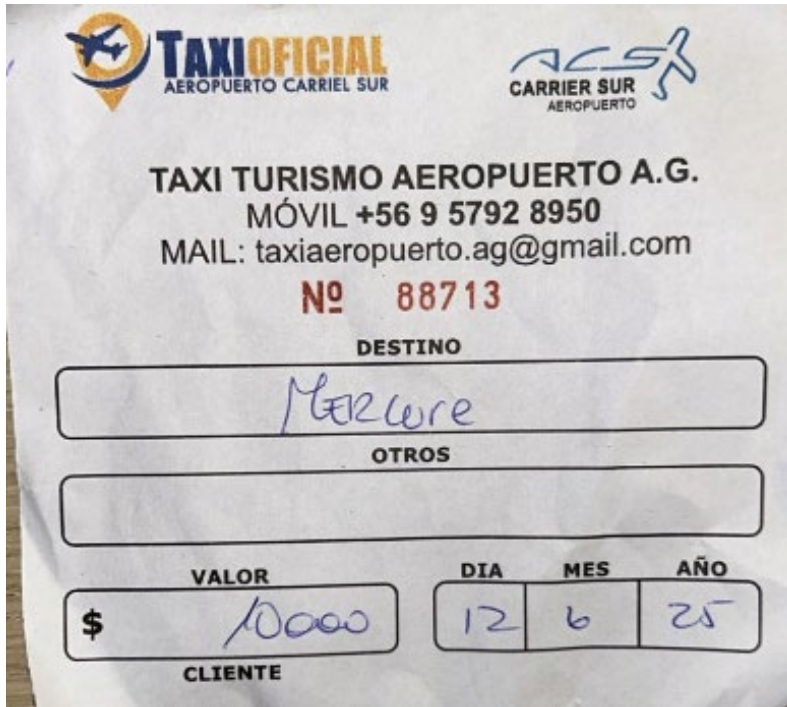 TAXIOFICIAL
AEROPUERTO CARRIEL SUR
ACS
CARRIER SUR
AEROPUERTO
TAXI TURISMO AEROPUERTO A.G.
MÓVIL +56 9 5792 8950
MAIL: taxiaeropuerto.ag@gmail.com
Nº 88713
DESTINO
MERCure
OTROS
VALOR DIA MES AÑO
$ 10000 12 6 25
CLIENTE